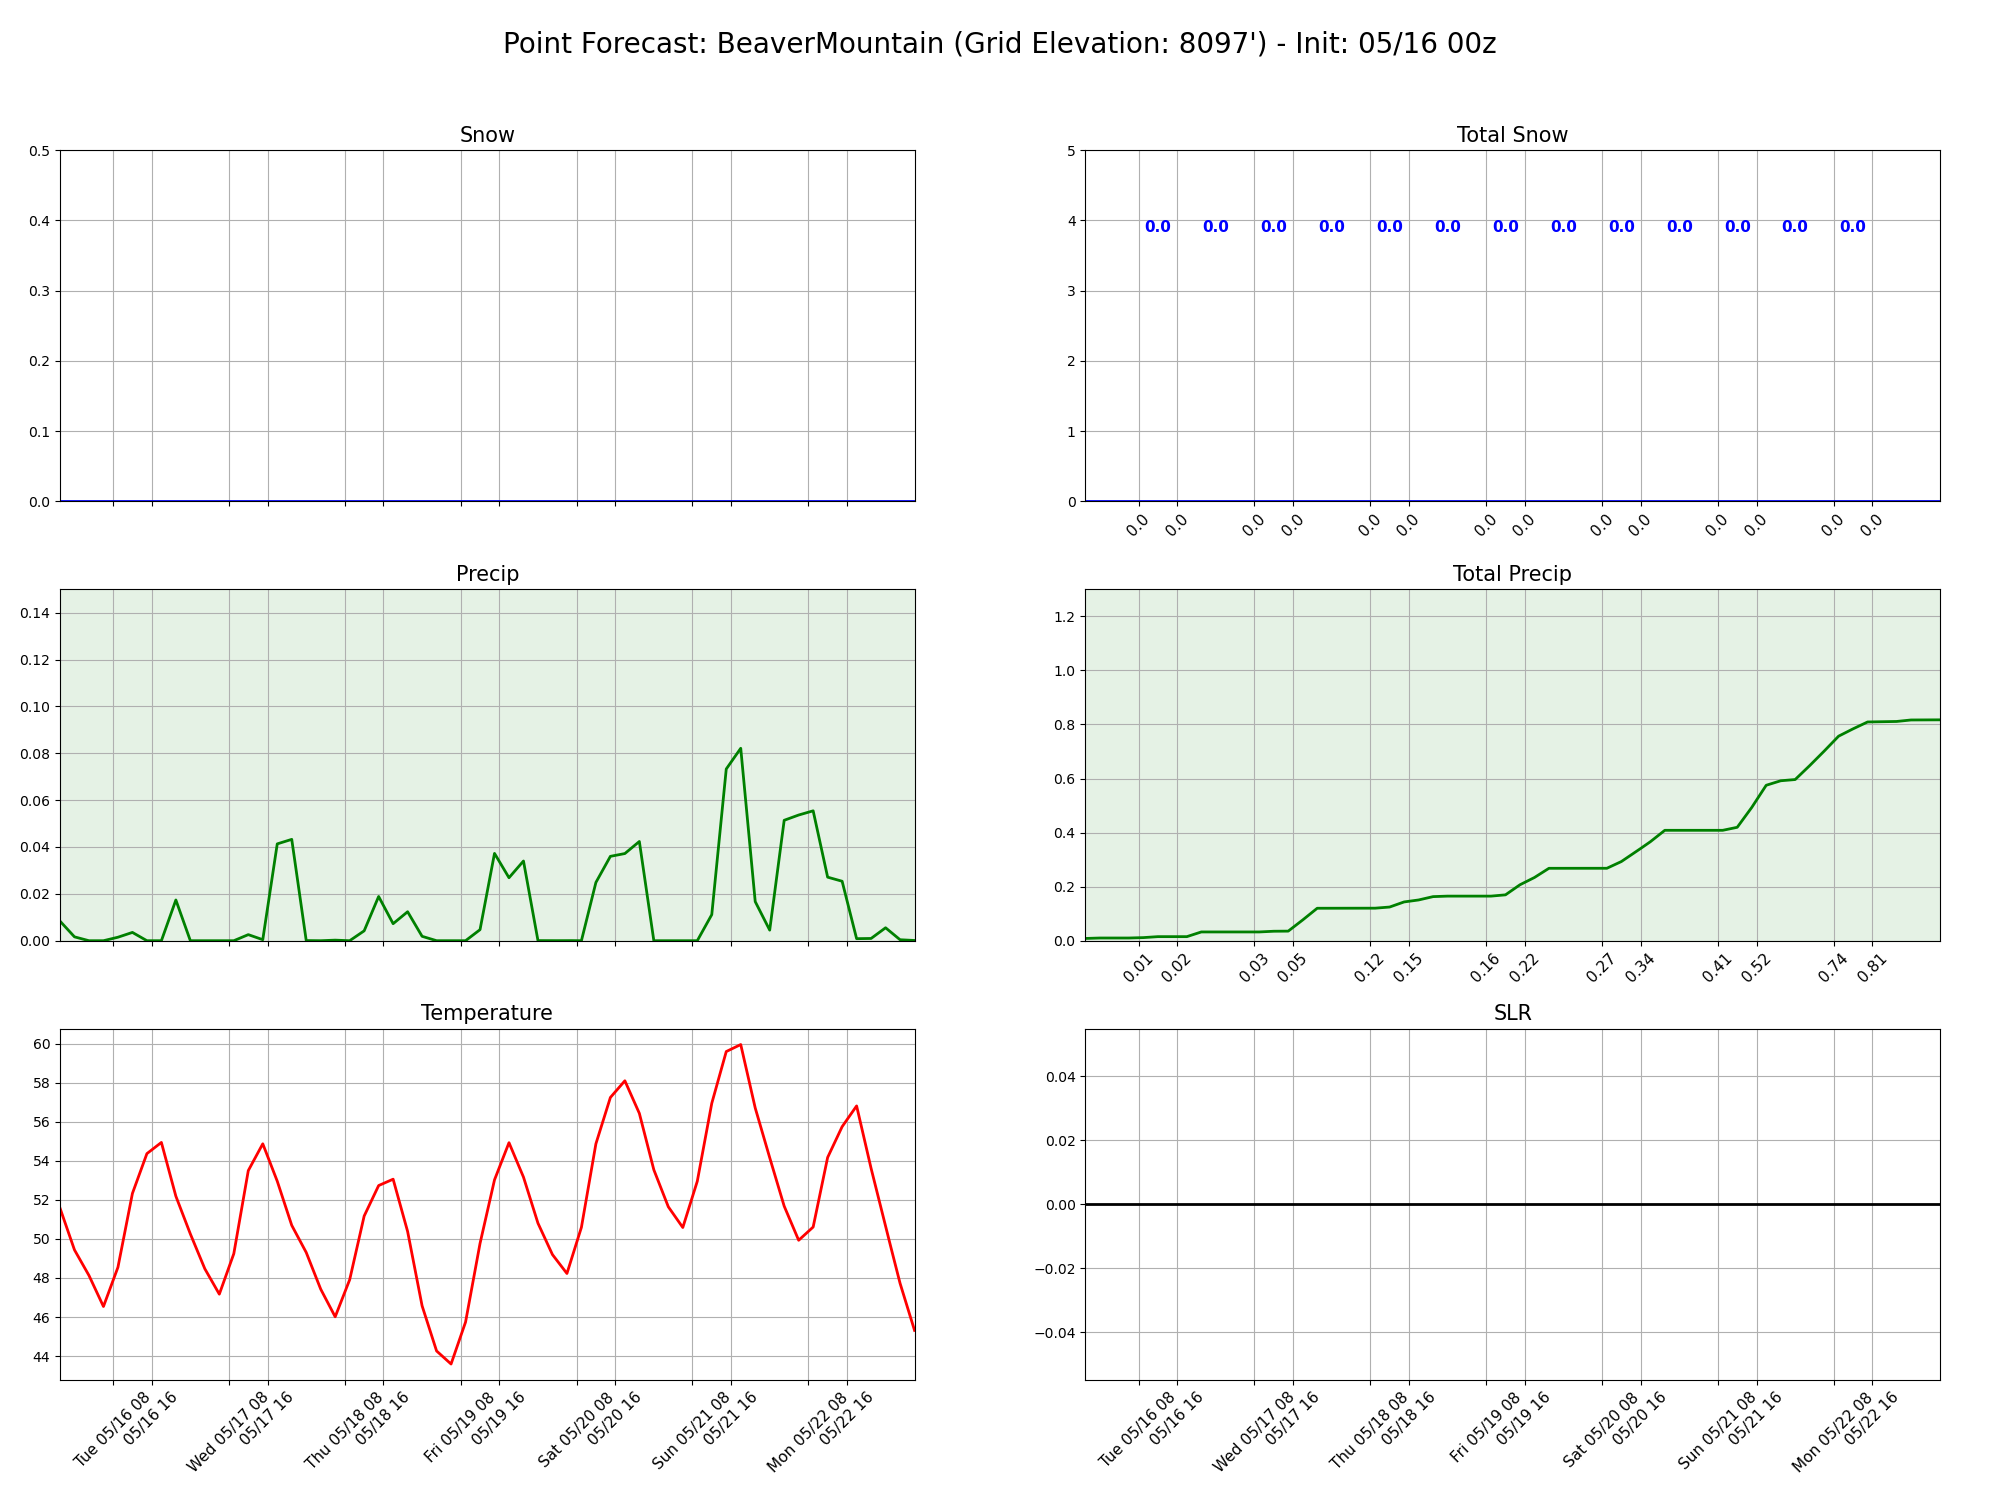 Point Forecast: BeaverMountain (Grid Elevation: 8097') - Init: 05/16 00z
Snow
0.5
0.4
0.3
0.2
0.1
0.0
Total Snow
5
4
3
2
1
0
0.0 0.0 0.0 0.0 0.0 0.0 0.0 0.0 0.0 0.0 0.0 0.0 0.0
0.0 0.0 0.0 0.0 0.0 0.0 0.0 0.0 0.0 0.0 0.0 0.0 0.0 0.0
Precip
0.14
0.12
0.10
0.08
0.06
0.04
0.02
0.00
Total Precip
1.2
1.0
0.8
0.6
0.4
0.2
0.0
0.01 0.02 0.03 0.05 0.12 0.15 0.16 0.22 0.27 0.34 0.41 0.52 0.74 0.81
Temperature
60
58
56
54
52
50
48
46
44
Tue 05/16 08
05/16 16
Wed 05/17 08
05/17 16
Thu 05/18 08
05/18 16
Fri 05/19 08
05/19 16
Sat 05/20 08
05/20 16
Sun 05/21 08
05/21 16
Mon 05/22 08
05/22 16
SLR
0.04
0.02
0.00
−0.02
−0.04
Tue 05/16 08
05/16 16
Wed 05/17 08
05/17 16
Thu 05/18 08
05/18 16
Fri 05/19 08
05/19 16
Sat 05/20 08
05/20 16
Sun 05/21 08
05/21 16
Mon 05/22 08
05/22 16